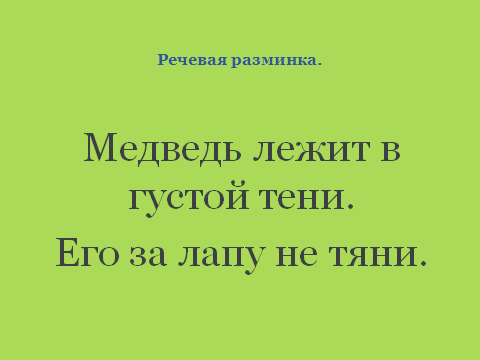 Речевая разминка.
Медведь лежит в
густой тени.
Его за лапу не тяни.